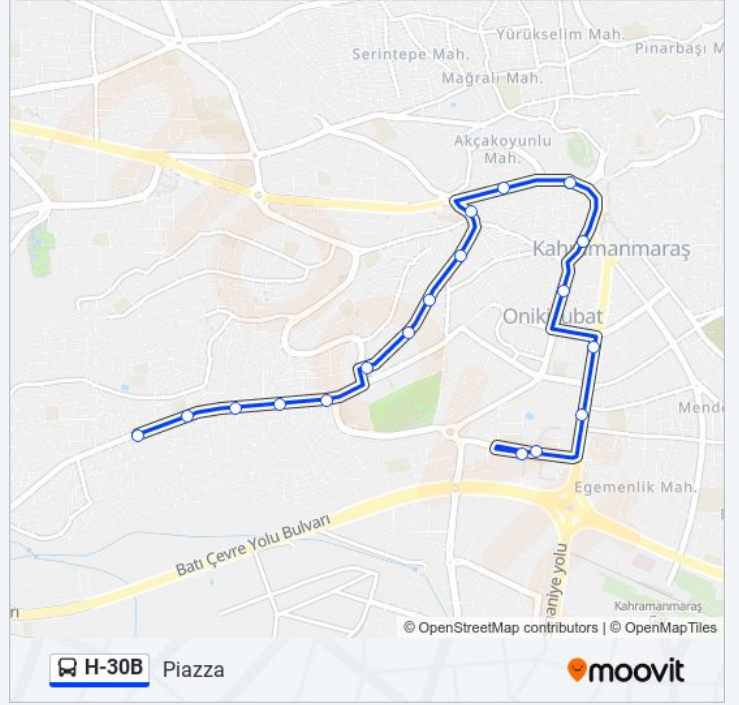 Yürükselim Mah.
Serintepe Mah.
Pınarbaşı M
Mağralı Mah.
Akçakoyunlu
Mah.
Kahramanmaraş
Onikişubat
Mende
Egemenlik Mah.
Batı Çevre Yolu Bulvarı
aniye yolu
rı
Kahramanmaraş
© OpenStreetMap contributors | © OpenMapTiles
H-30B Piazza
moovit